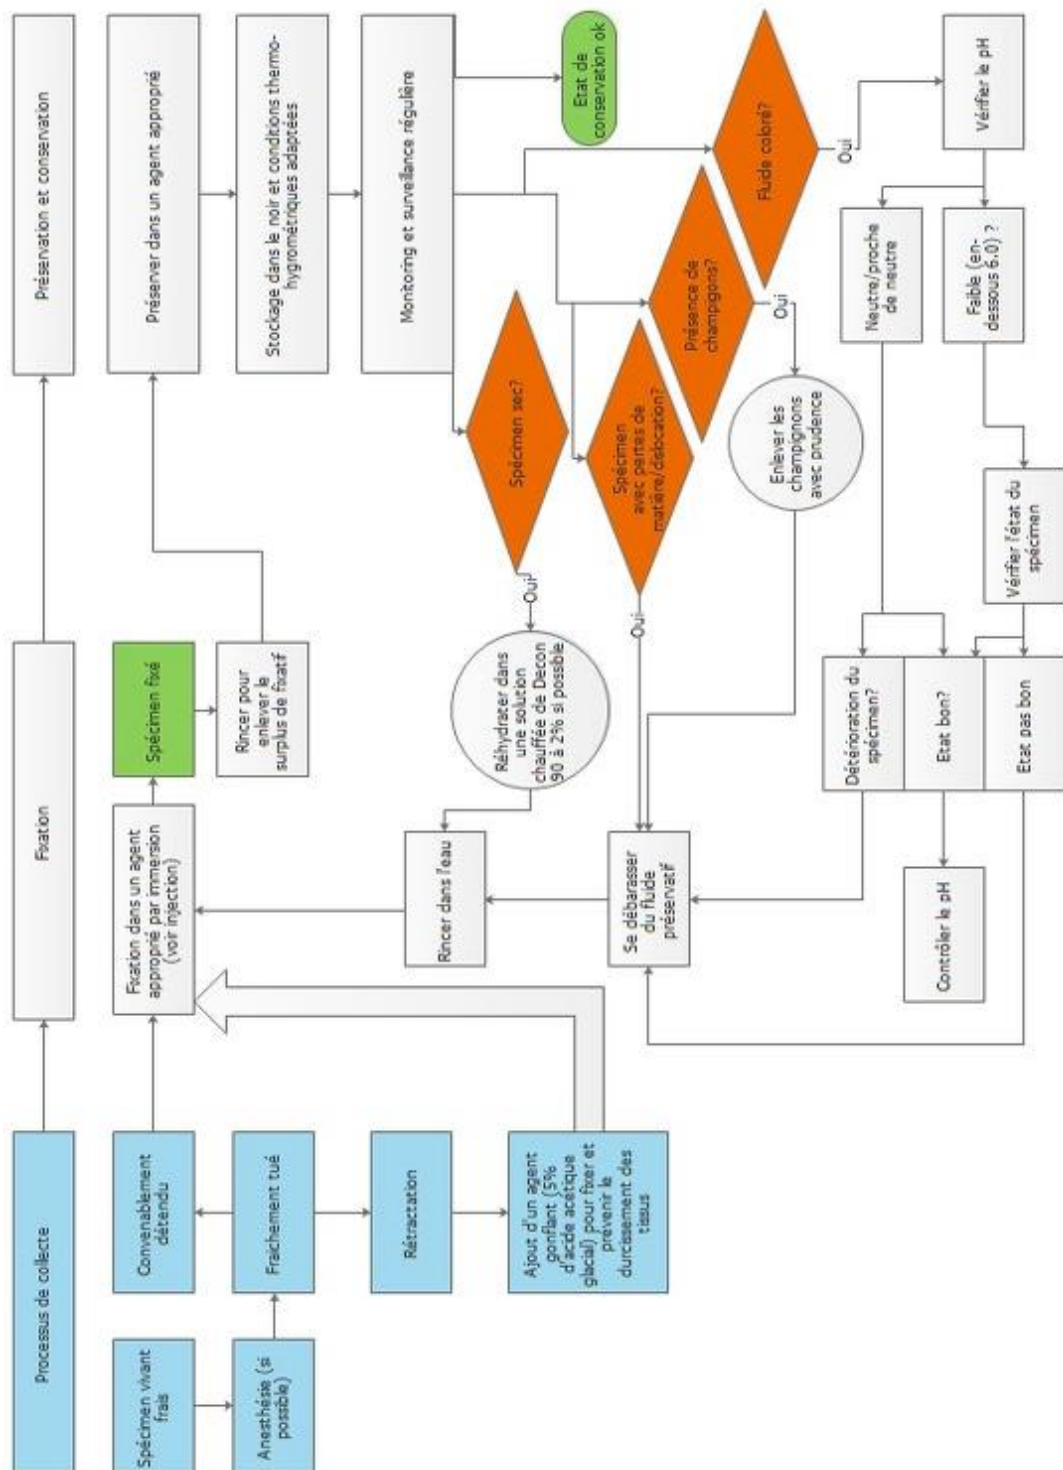 Processus de collecte
Fixation
Préservation et conservation
Spécimen vivant
frais
Convenablement
détendu
Fixation dans un agent
approprié par immersion
(voir injection)
Spécimen fixé
Préserver dans un agent approprié
Anesthésie (si
possible)
Fraichement tué
Rincer pour
enlever le
surplus de fixatif
Stockage dans le noir et conditions thermo-
hygrométriques adaptées
Rétractation
Monitoring et surveillance régulière
Rincer dans l'eau
Réhydrater dans
une solution
chauffée de Decon
90 à 2% si possible
Oui
Spécimen sec?
Etat de
conservation ok
Ajout d'un agent
gonflant (5%
d'acide acétique
glacial) pour fixer et
prévenir le
durcissement des
tissus
Se débarasser
du fluide
préservatif
Oui
Spécimen
avec pertes de
matière/dislocation?
Présence de
champigons?
Fluide coloré?
Oui
Oui
Enlever les
champignons
avec prudence
Détérioration du
spécimen?
Neutre/proche
de neutre
Contrôler le pH
Etat bon?
Etat pas bon
Vérifier l'état du
spécimen
Faible (en-
dessous 6.0) ?
Vérifier le pH